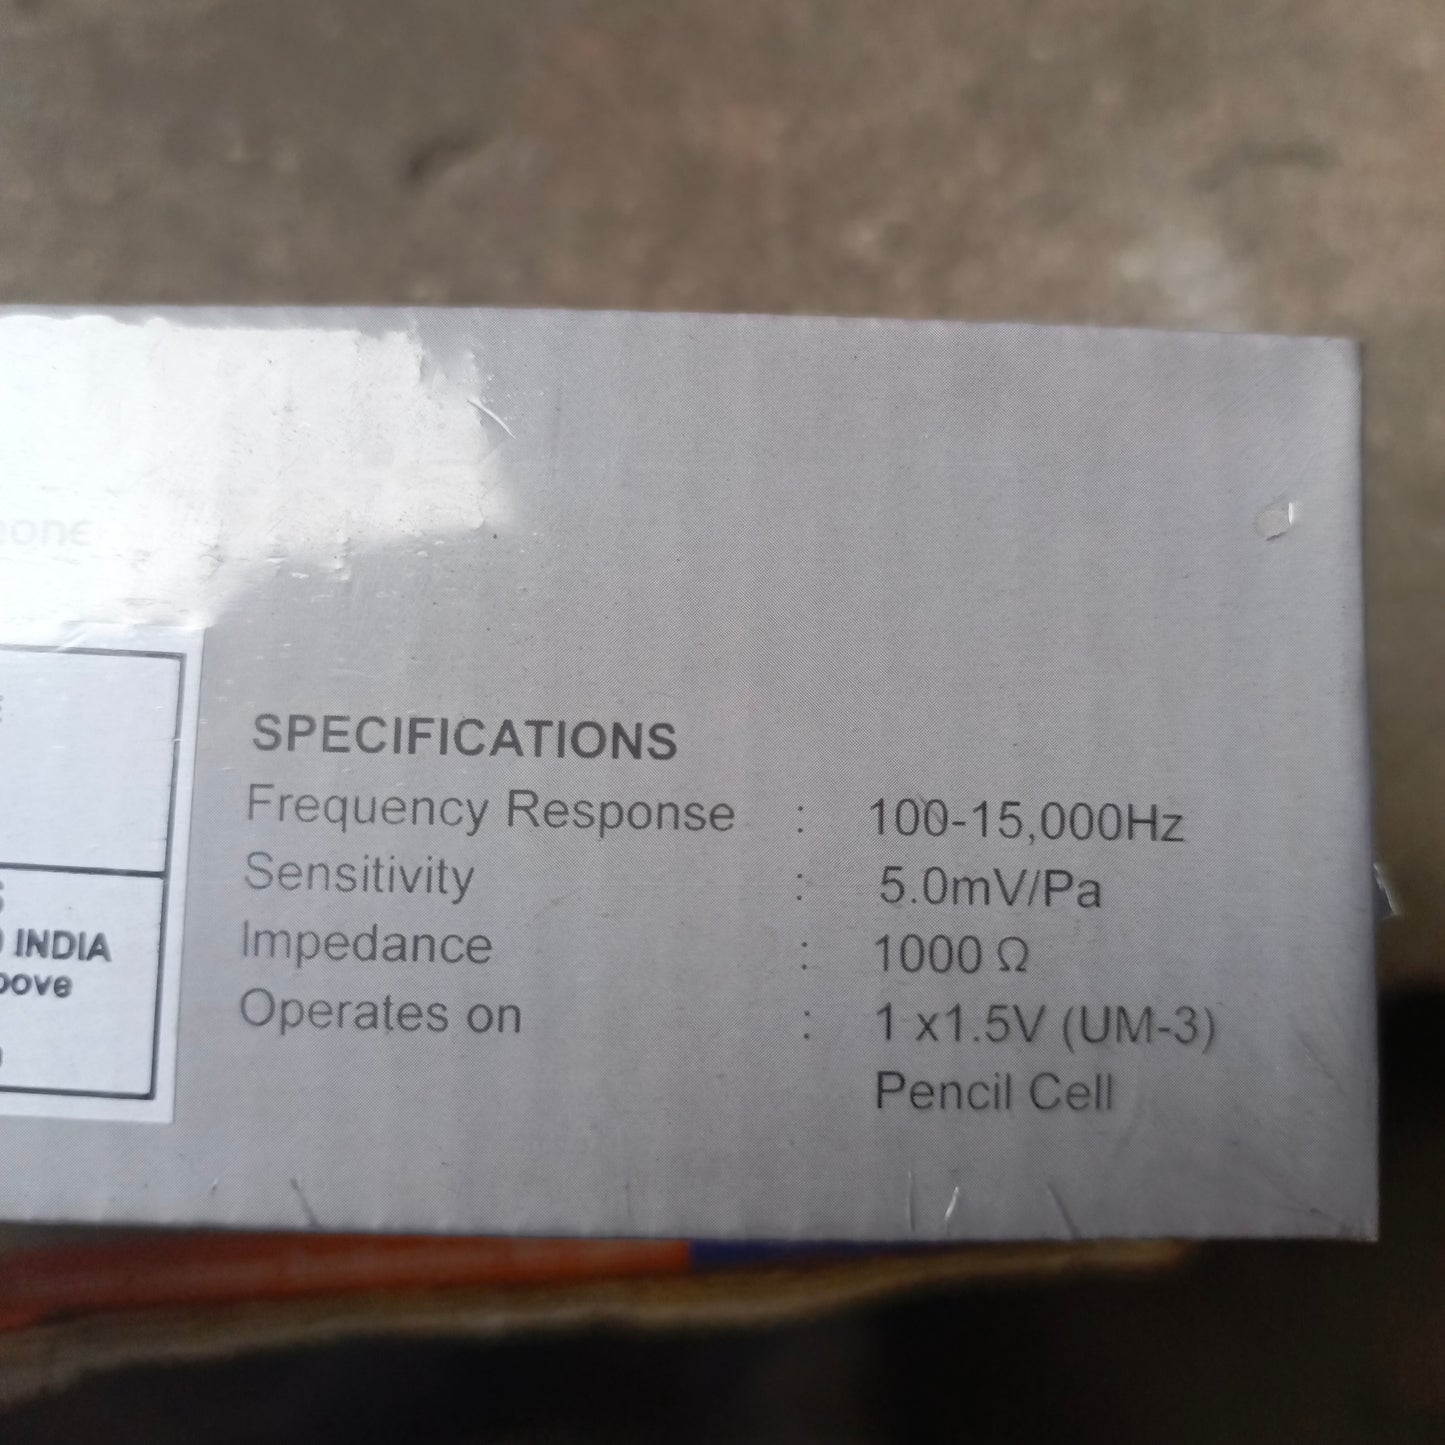 SPECIFICATIONS
Frequency Response : 100-15,000Hz
Sensitivity : 5.0mV/Pa
Impedance : 1000 Ω
Operates on : 1 x1.5V (UM-3)
Pencil Cell
INDIA